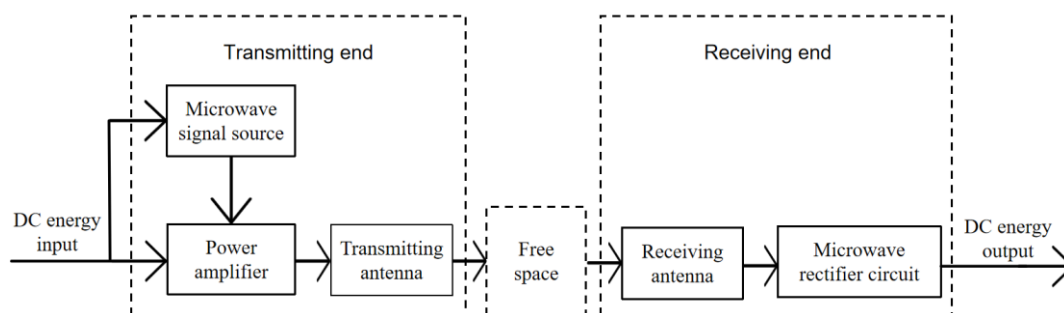 Transmitting end
Receiving end
Microwave
signal source
DC energy
input
Power
amplifier
Transmitting
antenna
Free
space
Receiving
antenna
Microwave
rectifier circuit
DC energy
output